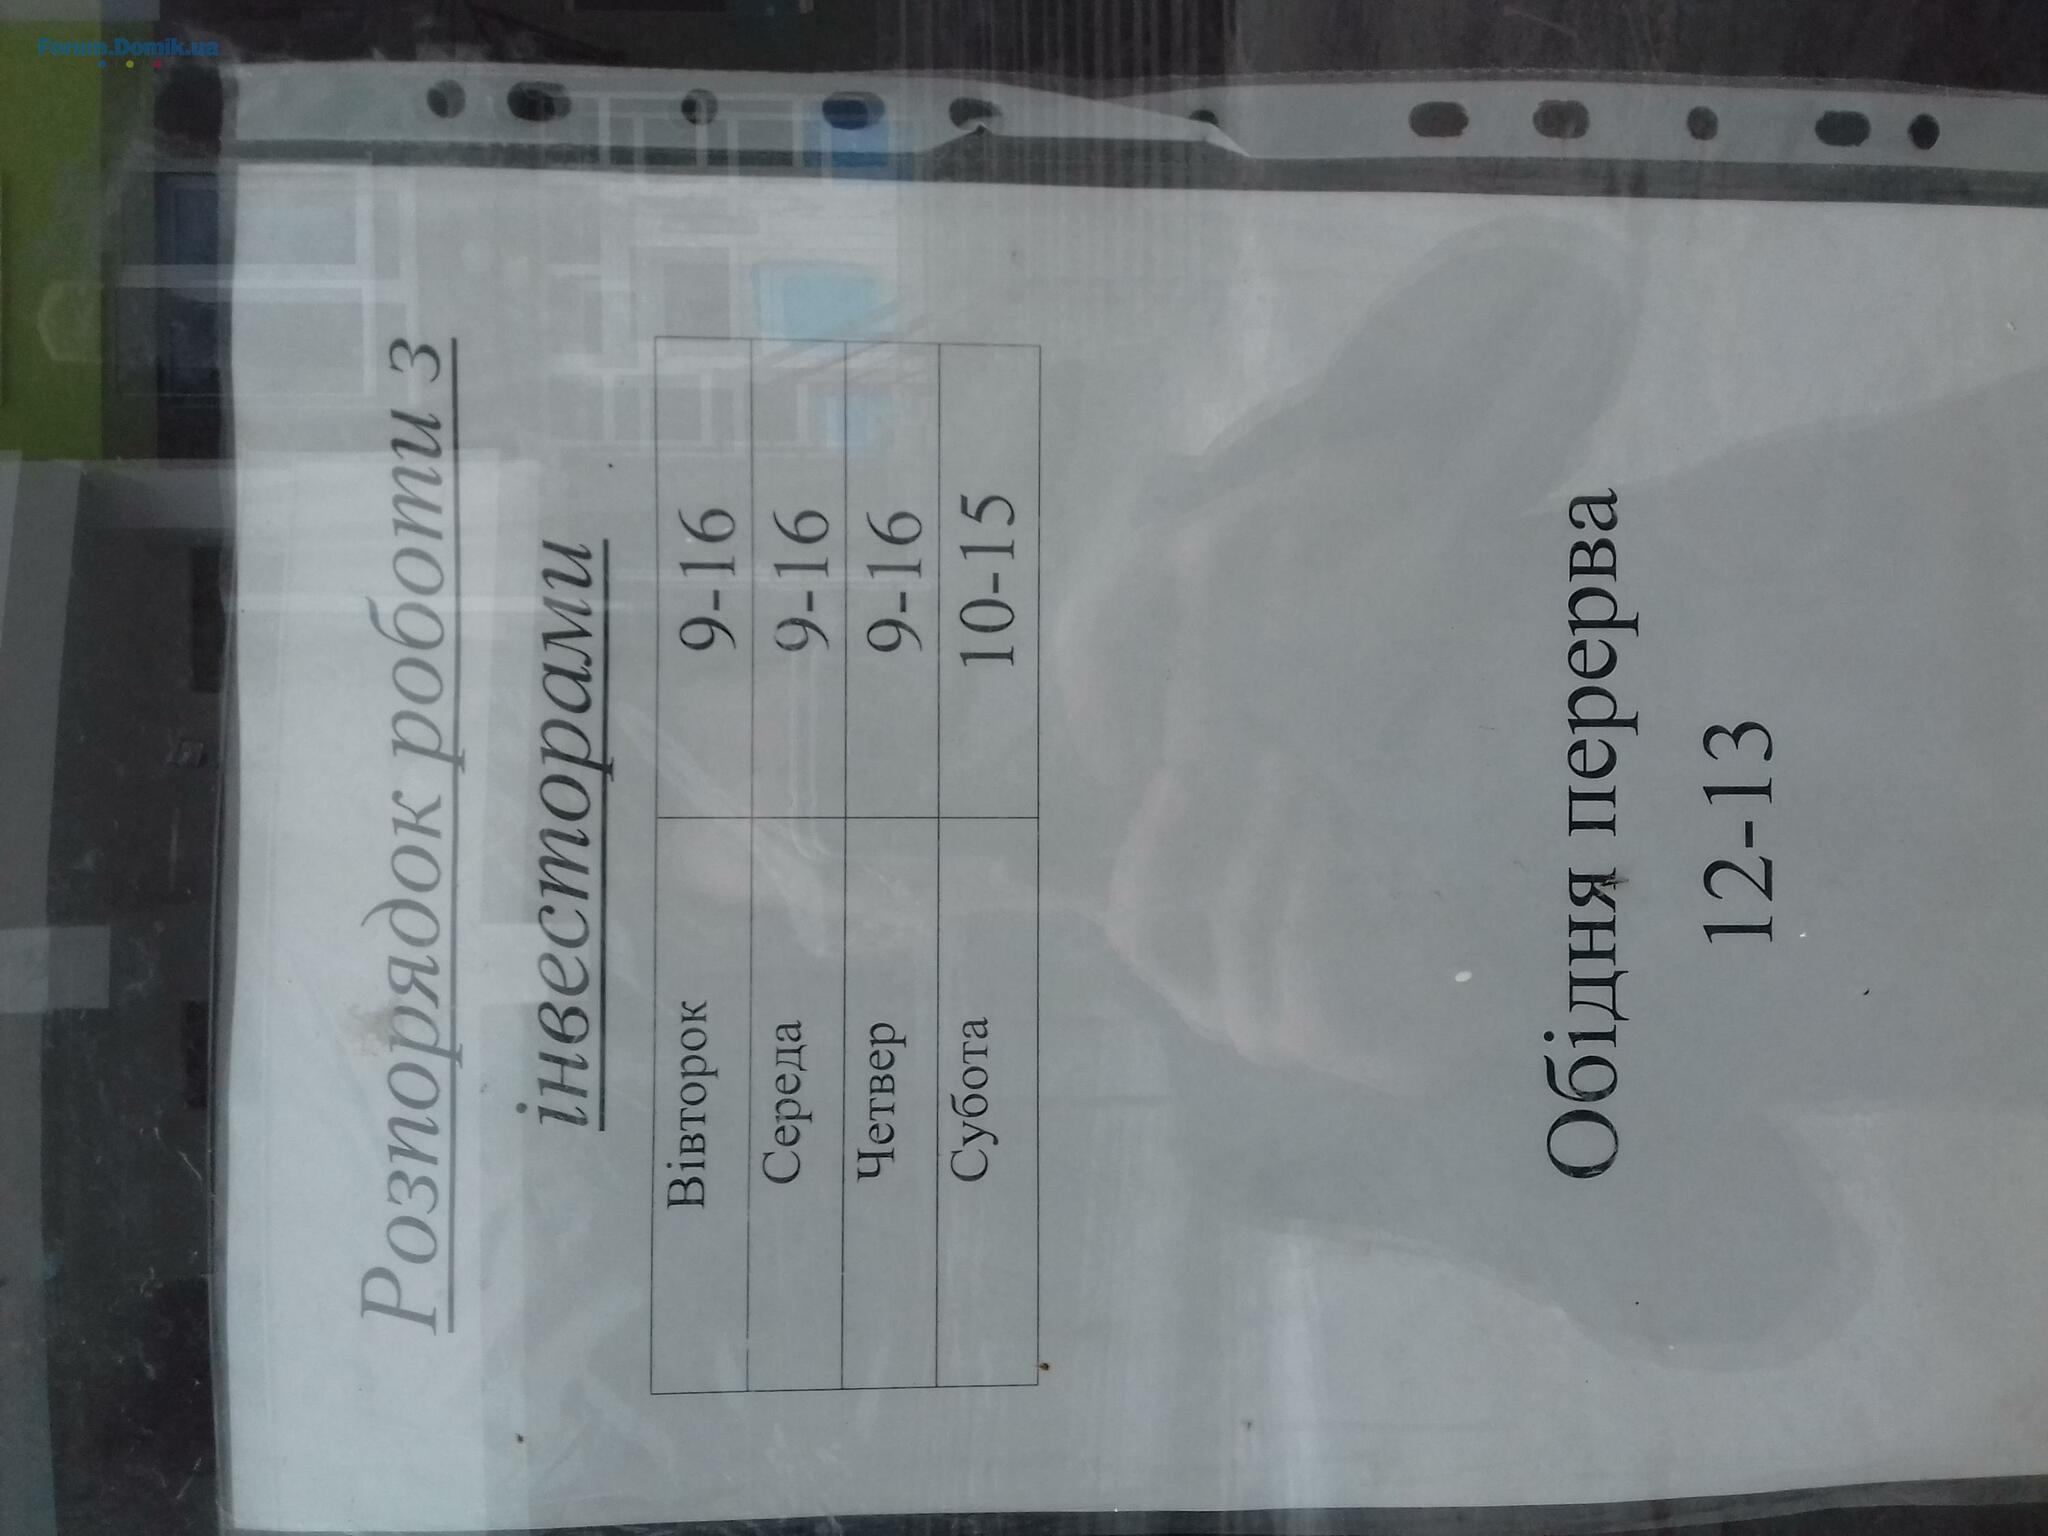 Forum.Domik.ua
Розпорядок роботи з
інвесторами
Вівторок 9-16
Середа 9-16
Четвер 9-16
Субота 10-15
Обідня перерва
12-13